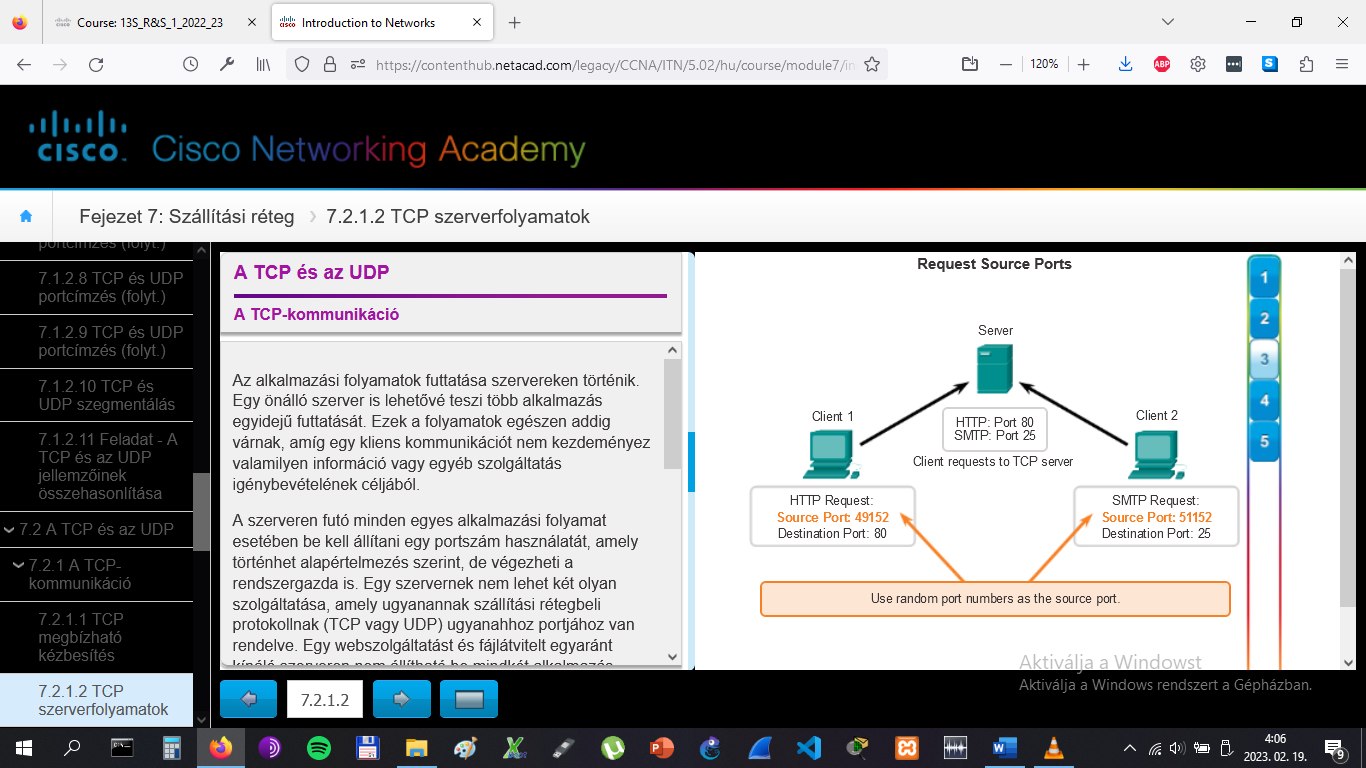 Course: 13S_R&S_1_2022_23
Introduction to Networks
https://contenthub.netacad.com/legacy/CCNA/ITN/5.02/hu/course/module7/in
120%
ABP
S
CISCO
Cisco Networking Academy
Fejezet 7: Szállítási réteg
7.2.1.2 TCP szerverfolyamatok
portcímzés (folyt.)
7.1.2.8 TCP és UDP
portcímzés (folyt.)
7.1.2.9 TCP és UDP
portcímzés (folyt.)
7.1.2.10 TCP és
UDP szegmentálás
7.1.2.11 Feladat - A
TCP és az UDP
jellemzőinek
összehasonlítása
7.2 A TCP és az UDP
7.2.1 A TCP-
kommunikáció
7.2.1.1 TCP
megbízható
kézbesítés
7.2.1.2 TCP
szerverfolyamatok
A TCP és az UDP
A TCP-kommunikáció
Az alkalmazási folyamatok futtatása szervereken történik.
Egy önálló szerver is lehetővé teszi több alkalmazás
egyidejű futtatását. Ezek a folyamatok egészen addig
várnak, amíg egy kliens kommunikációt nem kezdeményez
valamilyen információ vagy egyéb szolgáltatás
igénybevételének céljából.
A szerveren futó minden egyes alkalmazási folyamat
esetében be kell állítani egy portszám használatát, amely
történhet alapértelmezés szerint, de végezheti a
rendszergazda is. Egy szervernek nem lehet két olyan
szolgáltatása, amely ugyanannak szállítási rétegbeli
protokollnak (TCP vagy UDP) ugyanahhoz portjához van
rendelve. Egy webszolgáltatást és fájlátvitelt egyaránt
kínáló szerveren nem állítható be mindkét alkalmazás
7.2.1.2
Request Source Ports
Server
Client 1
Client 2
HTTP: Port 80
SMTP: Port 25
Client requests to TCP server
HTTP Request:
Source Port: 49152
Destination Port: 80
SMTP Request:
Source Port: 51152
Destination Port: 25
Use random port numbers as the source port.
1
2
3
4
5
Aktiválja a Windowst
Aktiválja a Windows rendszert a Gépházban.
4:06
2023. 02. 19.
9